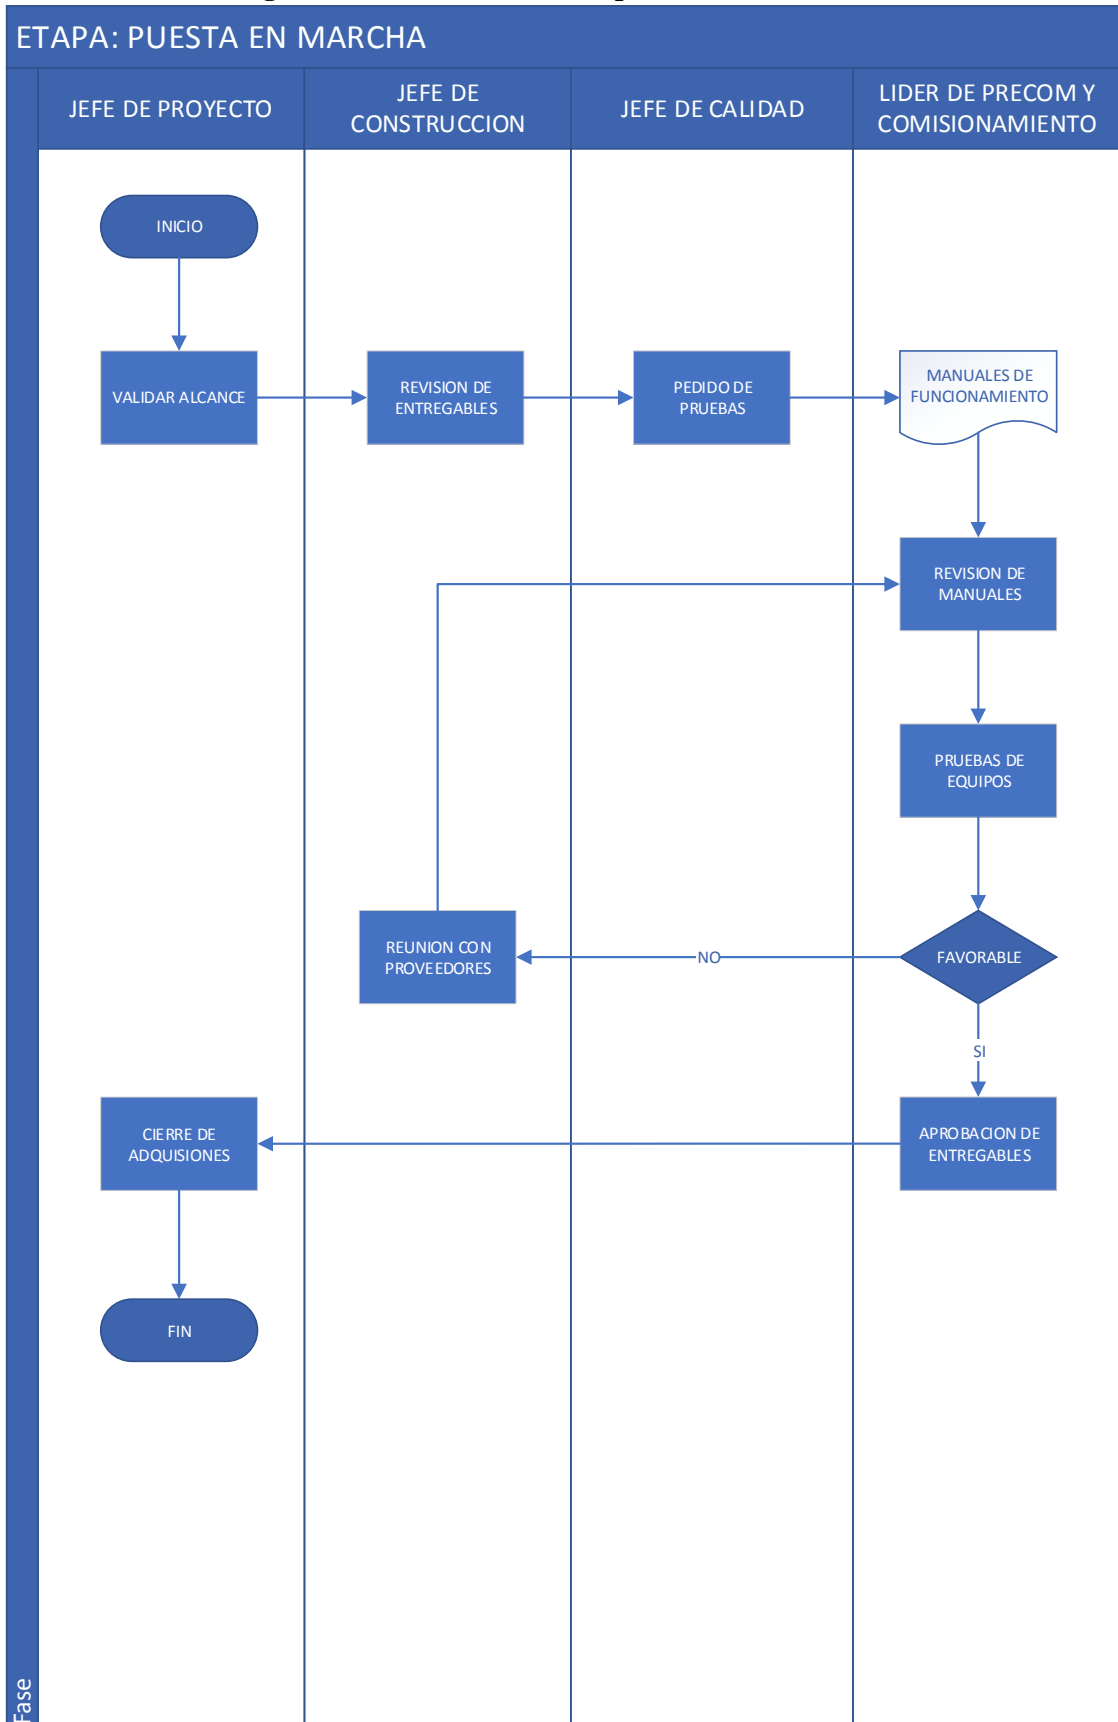 ETAPA: PUESTA EN MARCHA
JEFE DE PROYECTO
JEFE DE
CONSTRUCCION
JEFE DE CALIDAD
LIDER DE PRECOM Y
COMISIONAMIENTO
INICIO
VALIDAR ALCANCE
REVISION DE
ENTREGABLES
PEDIDO DE
PRUEBAS
MANUALES DE
FUNCIONAMIENTO
REVISION DE
MANUALES
PRUEBAS DE
EQUIPOS
REUNION CON
PROVEEDORES
NO
FAVORABLE
SI
CIERRE DE
ADQUISIONES
APROBACION DE
ENTREGABLES
FIN
Fase